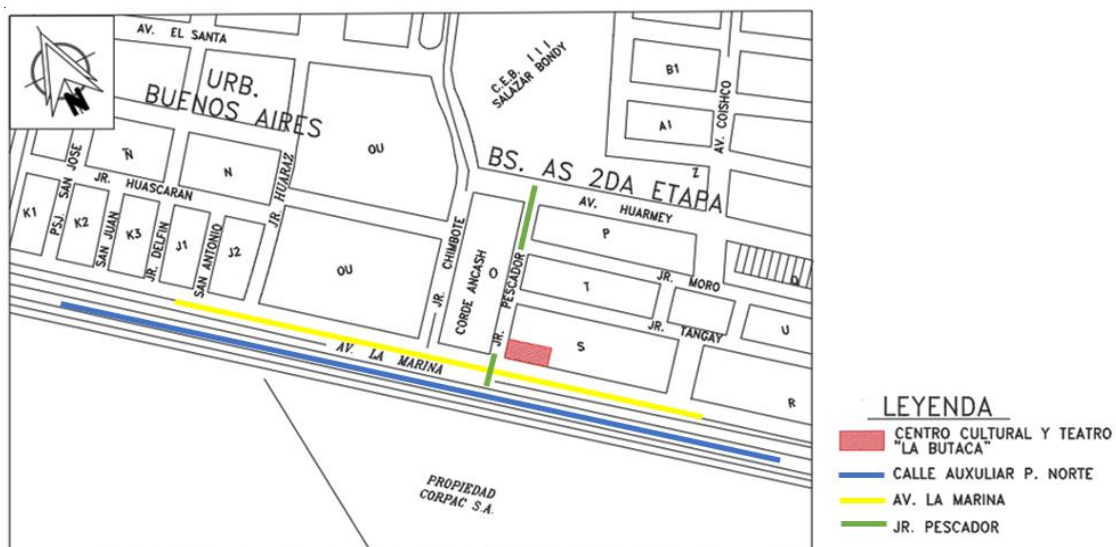 AV. EL SANTA
C.E.B. III
SALAZAR BONDY
B1
URB.
BUENOS AIRES
A1
AV. COISHCO
N
Ñ
N
OU
Z
BS. AS 2DA ETAPA
PSJ. SAN JOSE
JR. HUASCARAN
JR. HUARAZ
AV. HUARMEY
K1
K2
SAN JUAN
K3
JR. DELFIN
J1
SAN ANTONIO
J2
OU
JR. CHIMBOTE
CORDE ANCASH
O
JR. PESCADOR
P
T
JR. MORO
Q
JR. TANGAY
U
S
R
AV. LA MARINA
PROPIEDAD
CORPAC S.A.
LEYENDA
CENTRO CULTURAL Y TEATRO
"LA BUTACA"
CALLE AUXULIAR P. NORTE
AV. LA MARINA
JR. PESCADOR